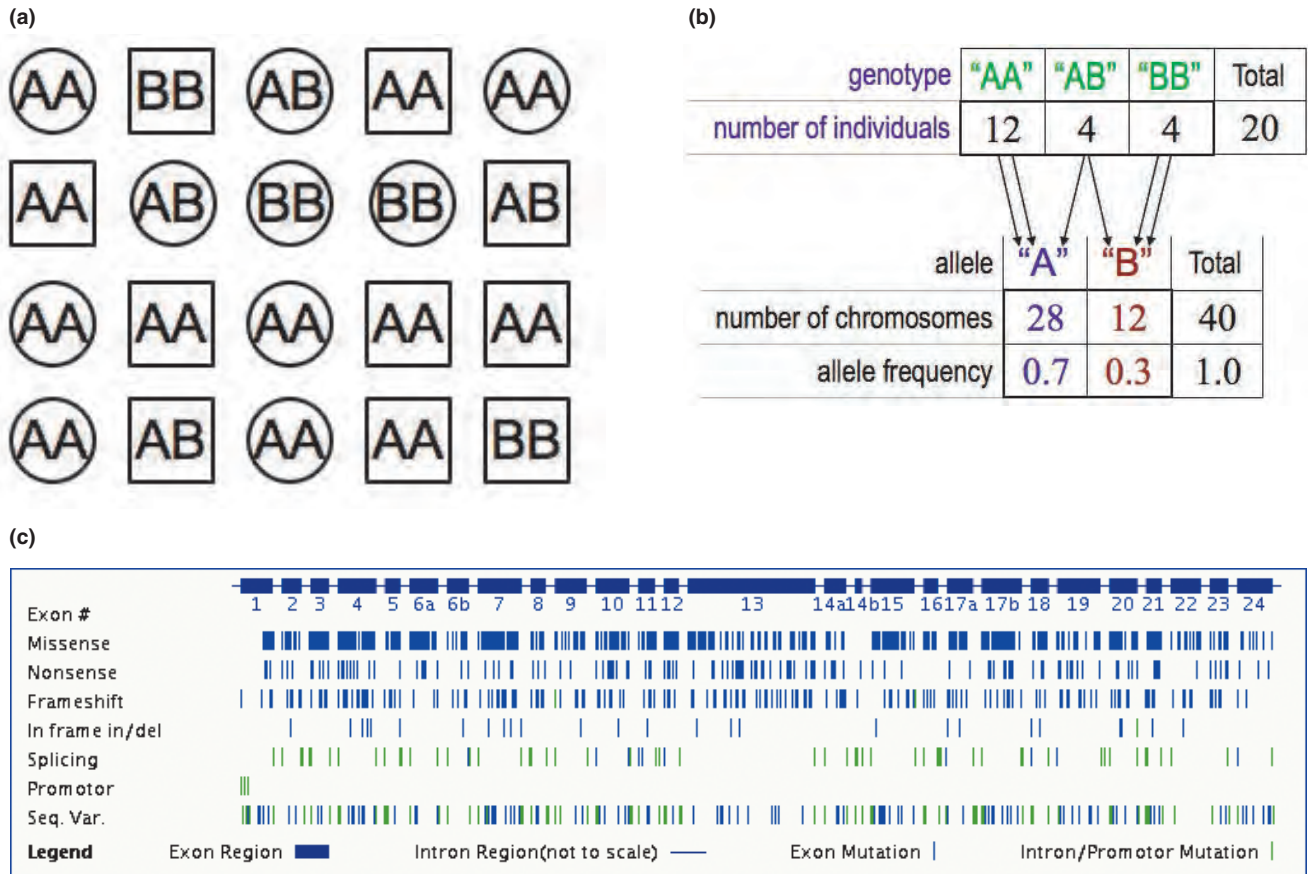 (a)
AA BB AB AA AA
AA AB BB BB AB
AA AA AA AA AA
AA AB AA AA BB
(b)
genotype "AA" "AB" "BB" Total
number of individuals 12 4 4 20
allele "A" "B" Total
number of chromosomes 28 12 40
allele frequency 0.7 0.3 1.0
(c)
Exon # 1 2 3 4 5 6a 6b 7 8 9 10 11 12 13 14a 14b 15 16 17a 17b 18 19 20 21 22 23 24
Missense
Nonsense
Frameshift
In frame in/del
Splicing
Promotor
Seq. Var.
Legend Exon Region Intron Region(not to scale) Exon Mutation Intron/Promotor Mutation